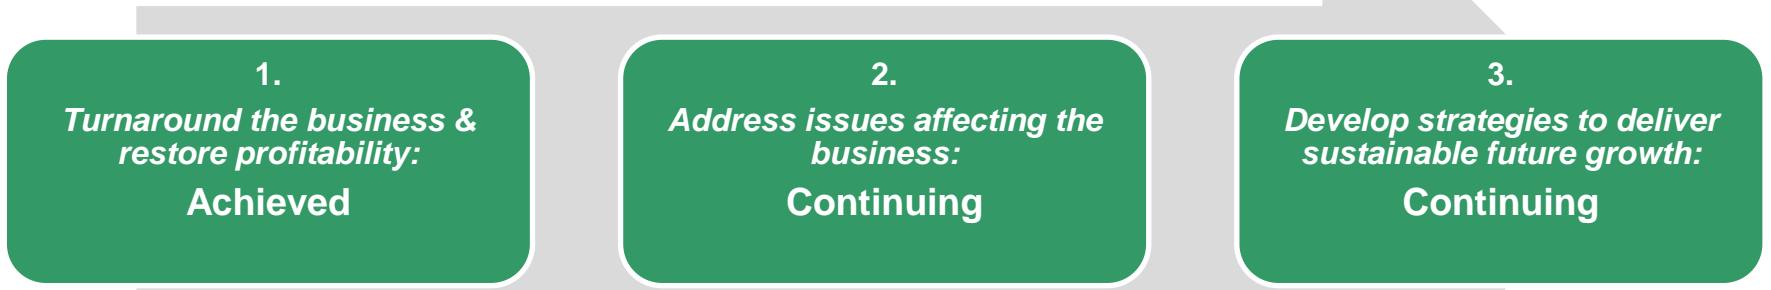 1.
Turnaround the business &
restore profitability:
Achieved
2.
Address issues affecting the
business:
Continuing
3.
Develop strategies to deliver
sustainable future growth:
Continuing